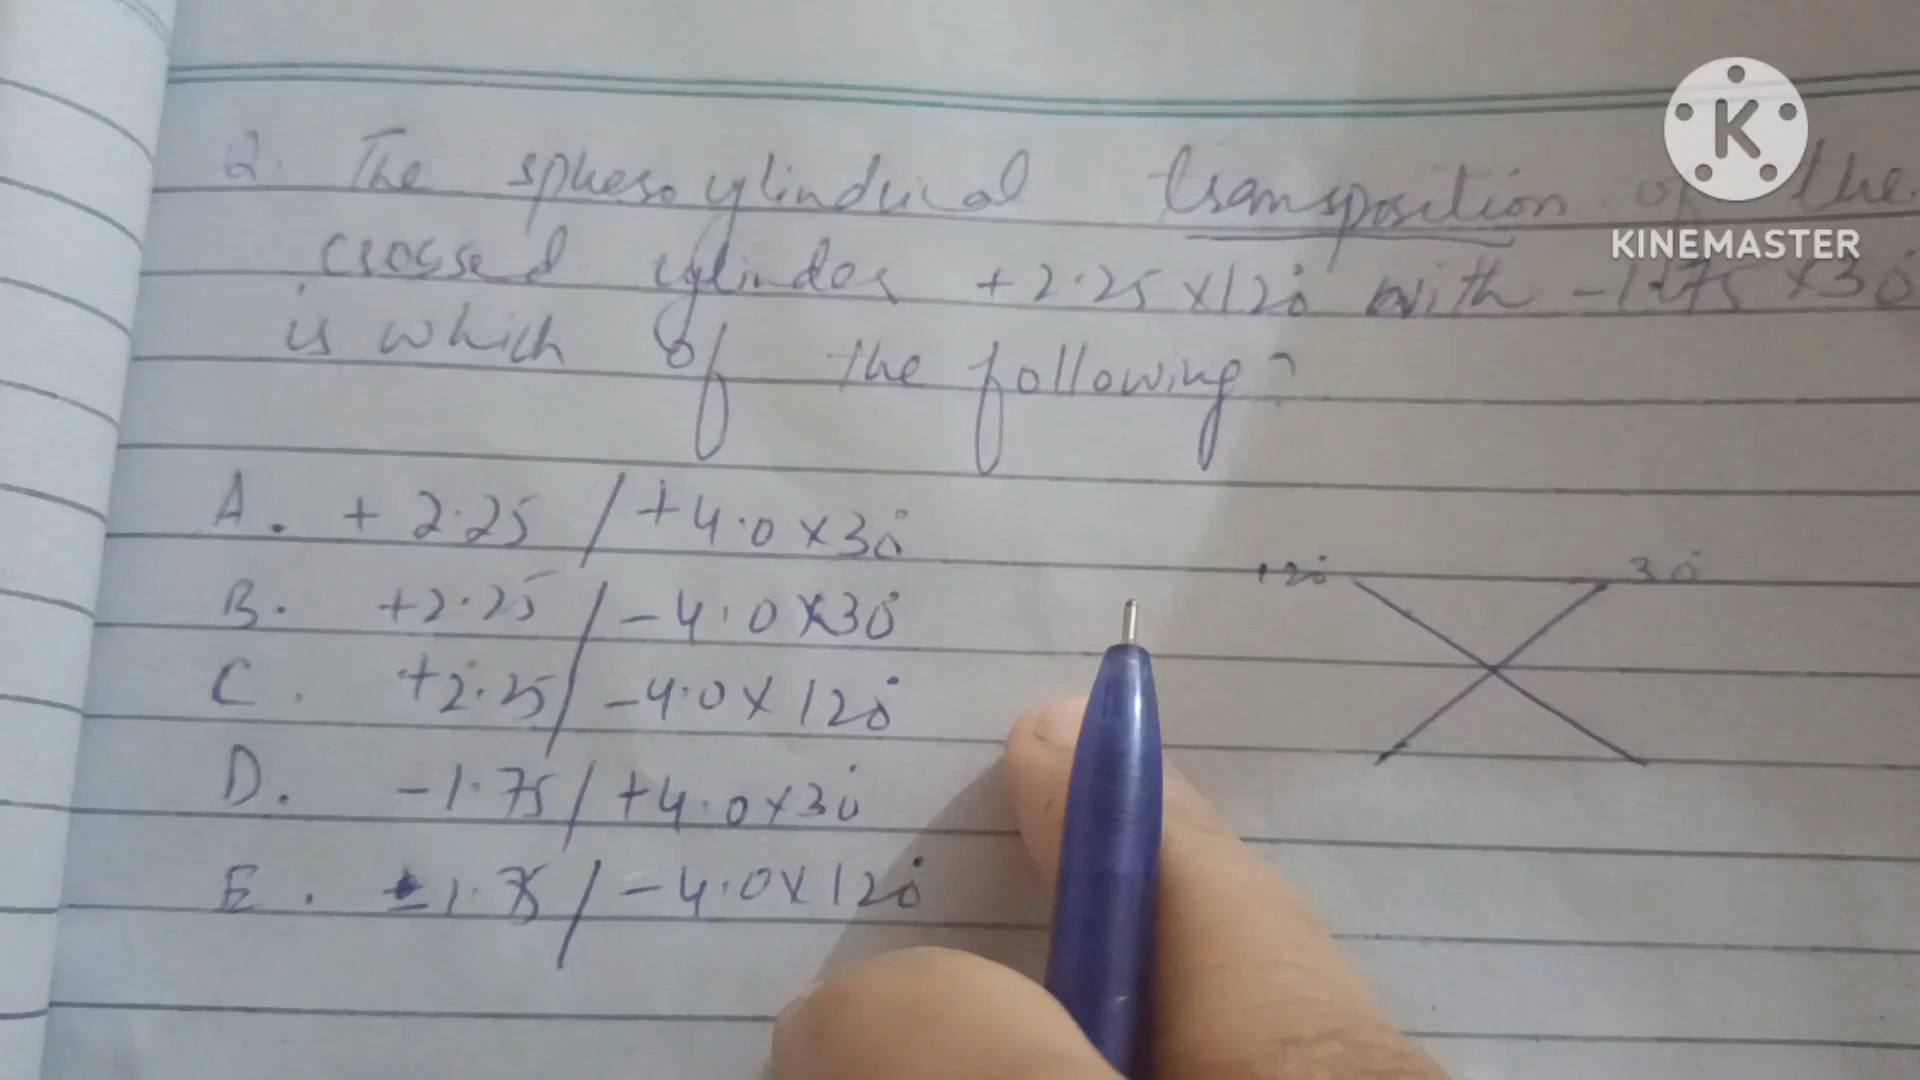 2. The spherocylindrical transposition of the
crossed cylinder +2.25 x 120 with -1.75 x 30
is which of the following?
A. +2.25 / +4.0 x 30
B. +2.25 / -4.0 x 30
C. +2.25 / -4.0 x 120
D. -1.75 / +4.0 x 30
E. -1.75 / -4.0 x 120
120 30
K
KINEMASTER